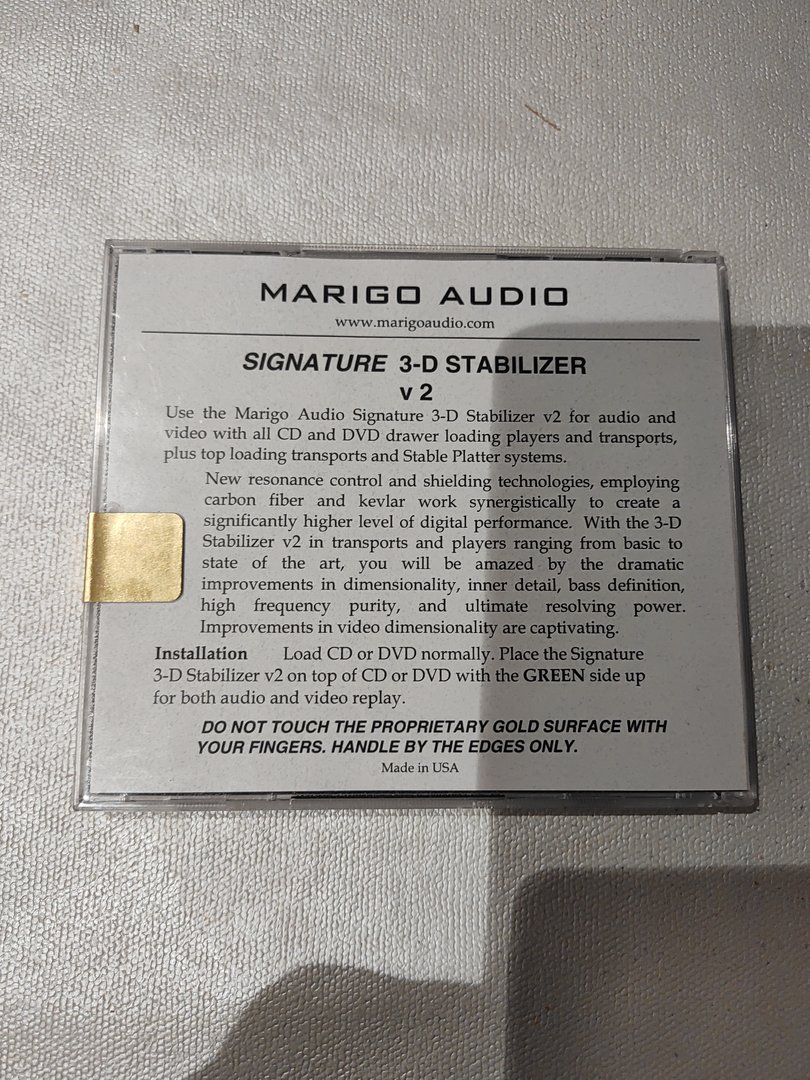 MARIGO AUDIO
www.marigoaudio.com
SIGNATURE 3-D STABILIZER
v 2
Use the Marigo Audio Signature 3-D Stabilizer v2 for audio and
video with all CD and DVD drawer loading players and transports,
plus top loading transports and Stable Platter systems.
New resonance control and shielding technologies, employing
carbon fiber and kevlar work synergistically to create a
significantly higher level of digital performance. With the 3-D
Stabilizer v2 in transports and players ranging from basic to
state of the art, you will be amazed by the dramatic
improvements in dimensionality, inner detail, bass definition,
high frequency purity, and ultimate resolving power.
Improvements in video dimensionality are captivating.
Installation Load CD or DVD normally. Place the Signature
3-D Stabilizer v2 on top of CD or DVD with the GREEN side up
for both audio and video replay.
DO NOT TOUCH THE PROPRIETARY GOLD SURFACE WITH
YOUR FINGERS. HANDLE BY THE EDGES ONLY.
Made in USA